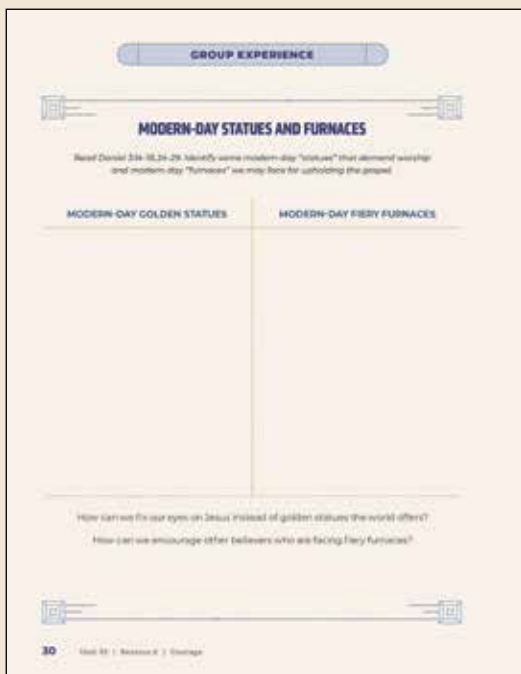 GROUP EXPERIENCE
MODERN-DAY STATUES AND FURNACES
Read Daniel 3:14-18,24-29. Identify some modern-day "statues" that demand worship
and modern-day "furnaces" we may face for upholding the gospel.
MODERN-DAY GOLDEN STATUES
MODERN-DAY FIERY FURNACES
How can we fix our eyes on Jesus instead of golden statues the world offers?
How can we encourage other believers who are facing fiery furnaces?
30 Unit | Session | Courage